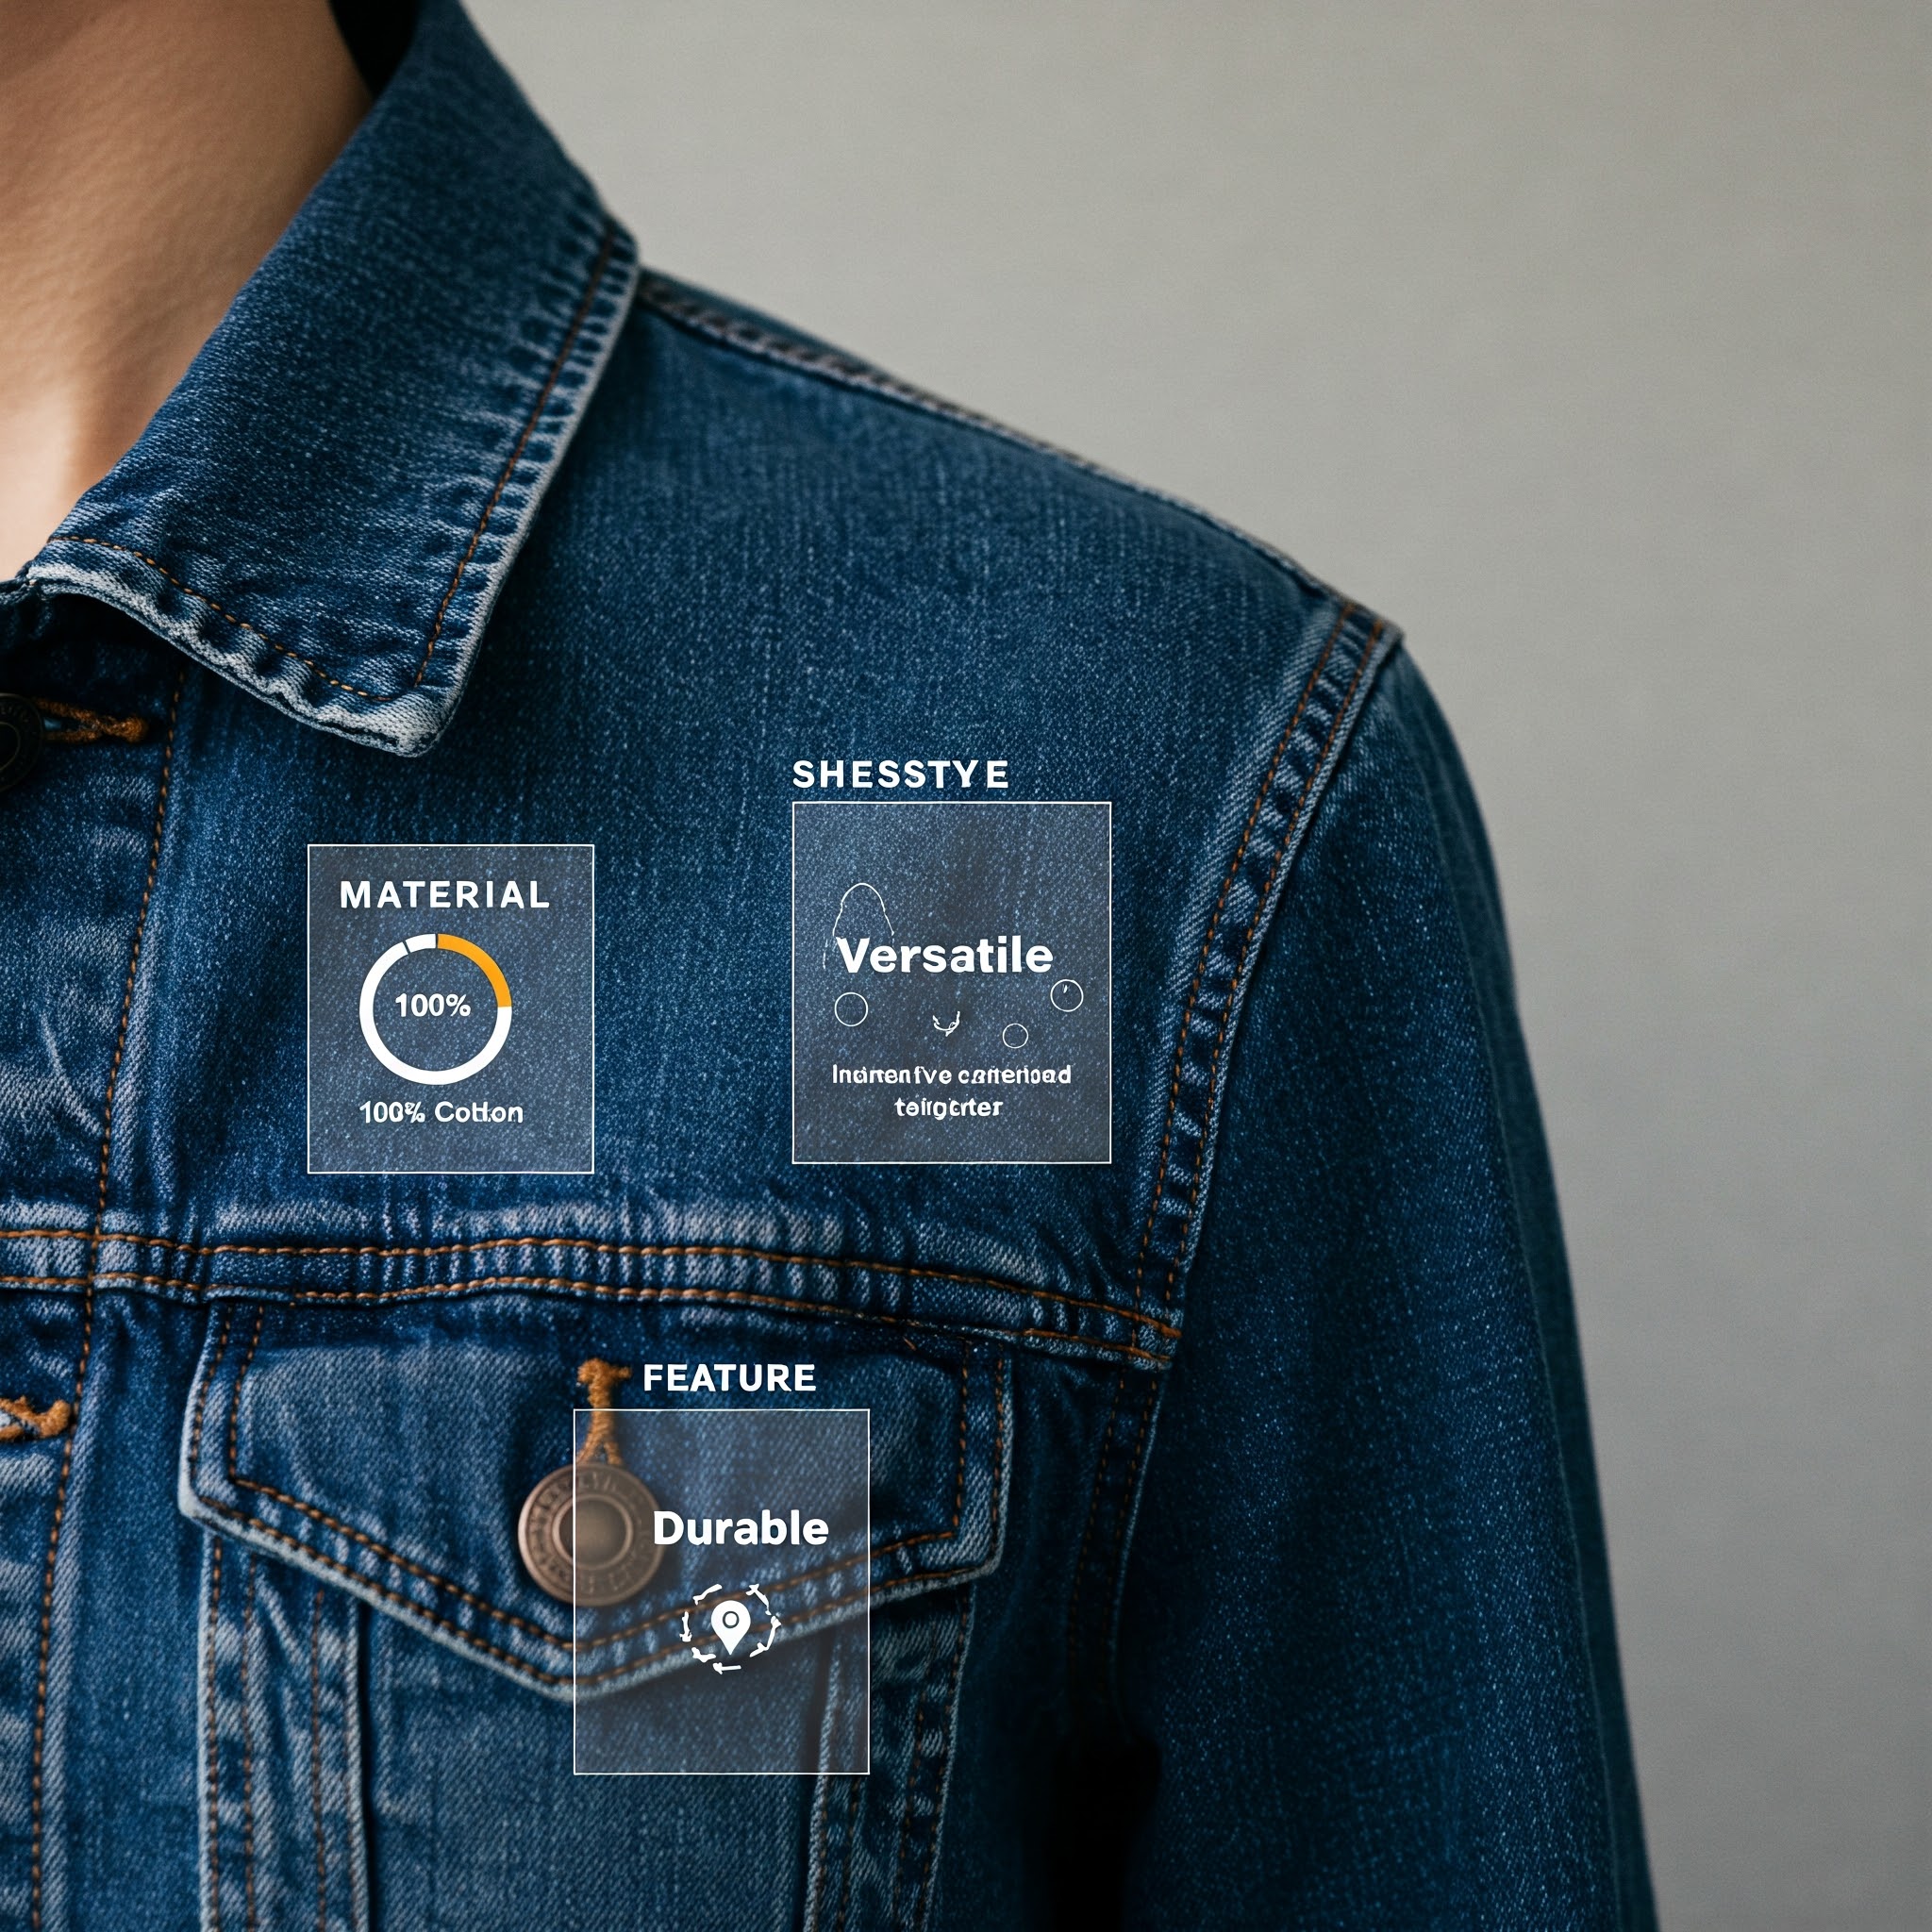 SHESSTYE
MATERIAL
100%
100% Cotton
Versatile
FEATURE
Durable